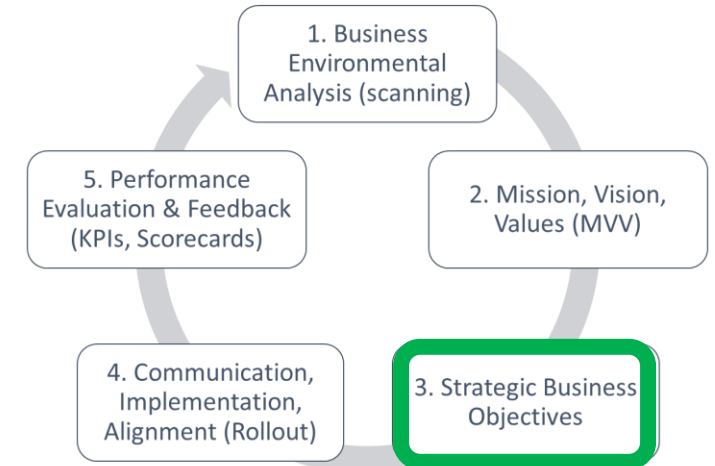 1. Business
Environmental
Analysis (scanning)
2. Mission, Vision,
Values (MVV)
3. Strategic Business
Objectives
4. Communication,
Implementation,
Alignment (Rollout)
5. Performance
Evaluation & Feedback
(KPIs, Scorecards)